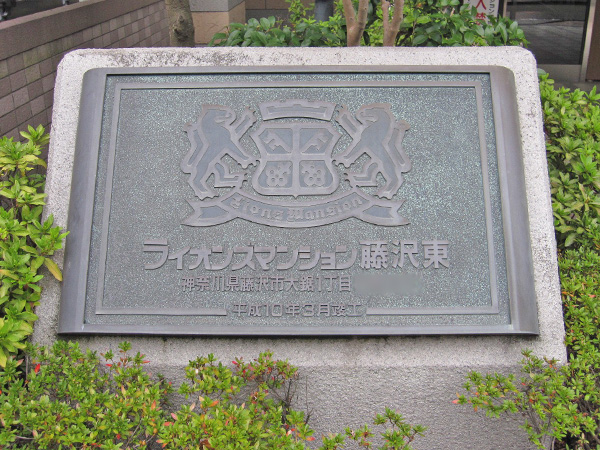 Lions Mansion
ライオンズマンション藤沢東
神奈川県藤沢市大鋸1丁目
平成10年3月竣工